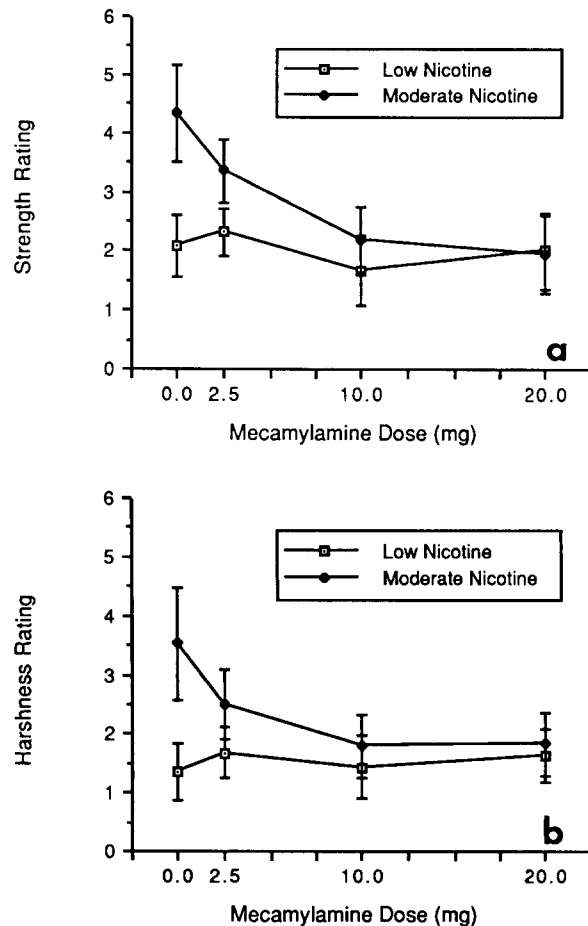 6
5
4
3
2
1
0
Strength Rating
Low Nicotine
Moderate Nicotine
a
0.0 2.5 10.0 20.0
Mecamylamine Dose (mg)
6
5
4
3
2
1
0
Harshness Rating
Low Nicotine
Moderate Nicotine
b
0.0 2.5 10.0 20.0
Mecamylamine Dose (mg)